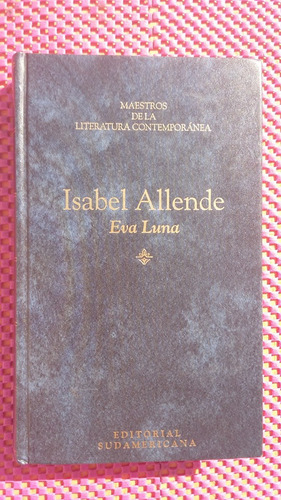 MAESTROS
DE LA
LITERATURA CONTEMPORÁNEA
Isabel Allende
Eva Luna
EDITORIAL
SUDAMERICANA